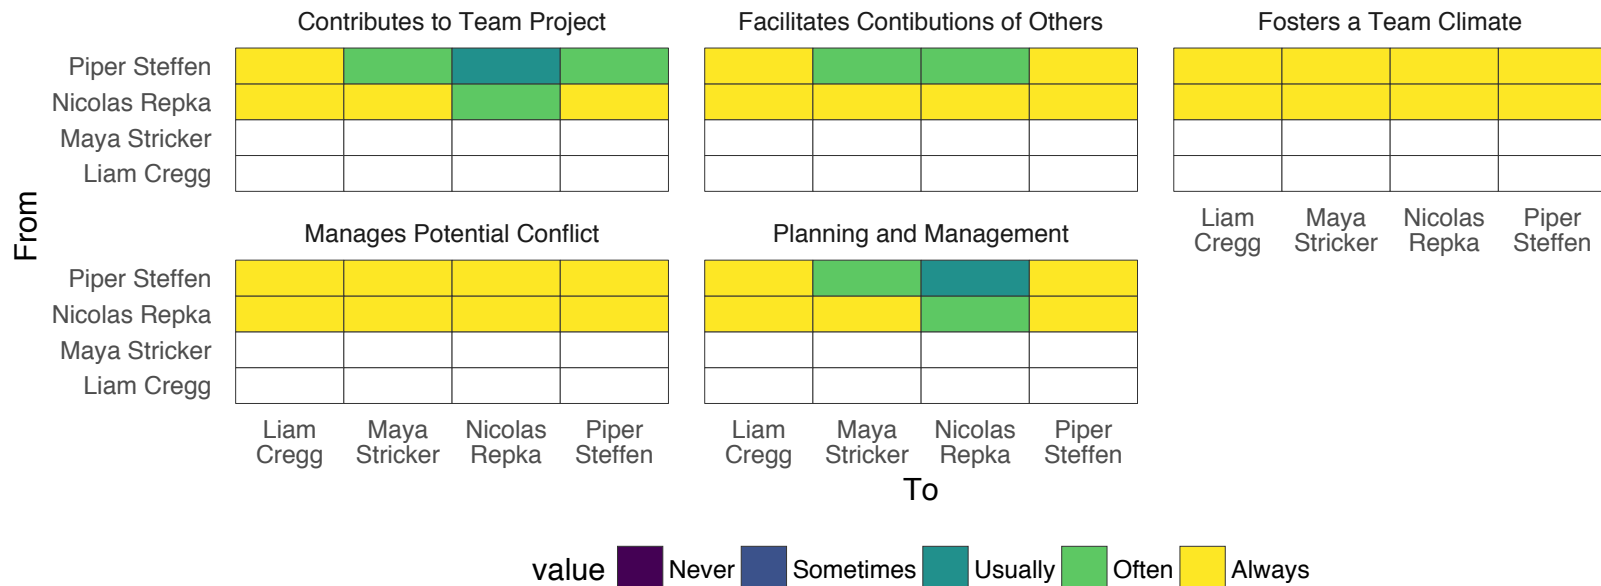 Contributes to Team Project
Facilitates Contibutions of Others
Fosters a Team Climate
Piper Steffen
Nicolas Repka
Maya Stricker
Liam Cregg
Liam Cregg
Maya Stricker
Nicolas Repka
Piper Steffen
From
Manages Potential Conflict
Planning and Management
Piper Steffen
Nicolas Repka
Maya Stricker
Liam Cregg
Liam Cregg
Maya Stricker
Nicolas Repka
Piper Steffen
Liam Cregg
Maya Stricker
Nicolas Repka
Piper Steffen
To
value Never Sometimes Usually Often Always